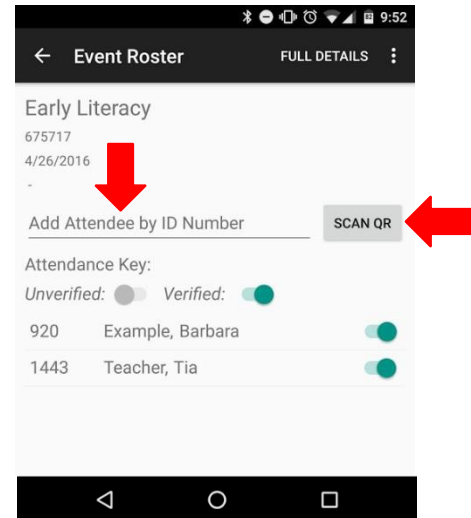 9:52
Event Roster FULL DETAILS
Early Literacy
675717
4/26/2016
-
Add Attendee by ID Number SCAN QR
Attendance Key:
Unverified: Verified:
920 Example, Barbara
1443 Teacher, Tia